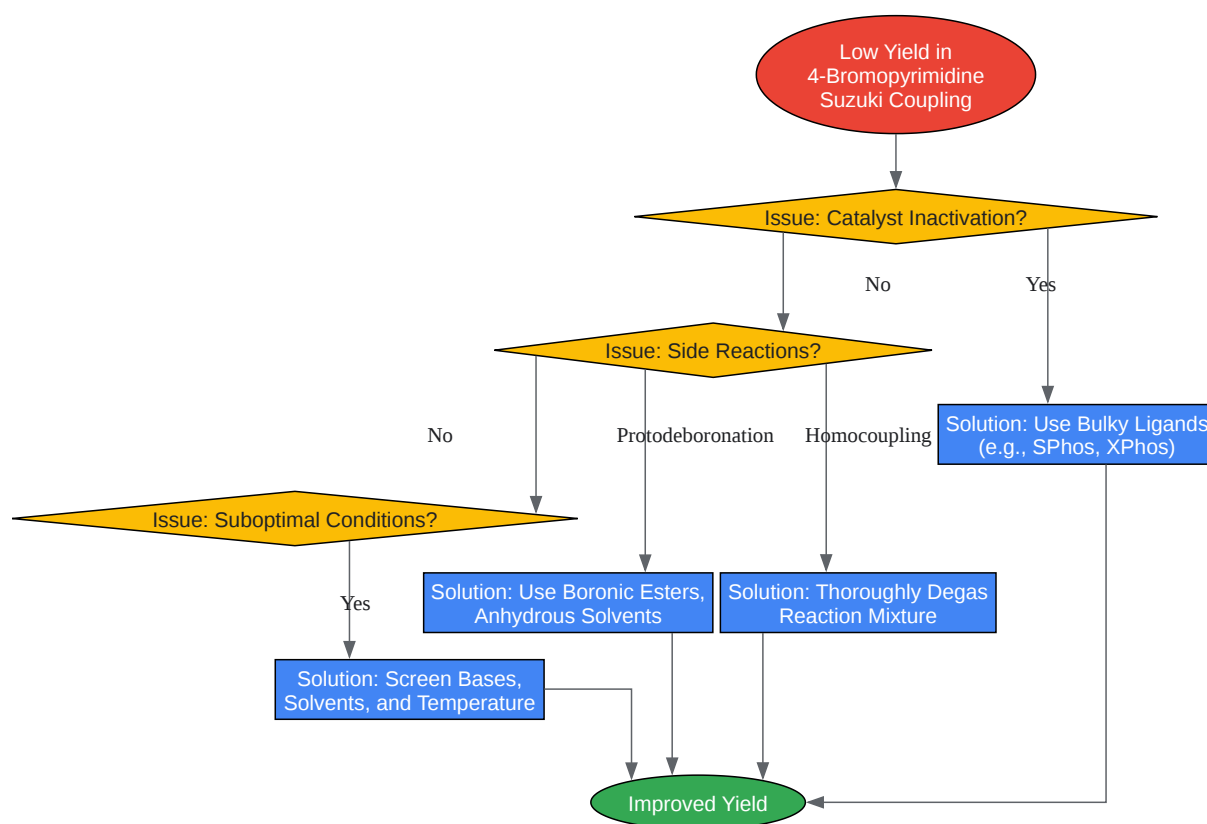 Low Yield in
4-Bromopyrimidine
Suzuki Coupling
Issue: Catalyst Inactivation?
No
Yes
Issue: Side Reactions?
Solution: Use Bulky Ligands
(e.g., SPhos, XPhos)
No
Protodeboronation
Homocoupling
Issue: Suboptimal Conditions?
Solution: Use Boronic Esters,
Anhydrous Solvents
Solution: Thoroughly Degas
Reaction Mixture
Yes
Solution: Screen Bases,
Solvents, and Temperature
Improved Yield